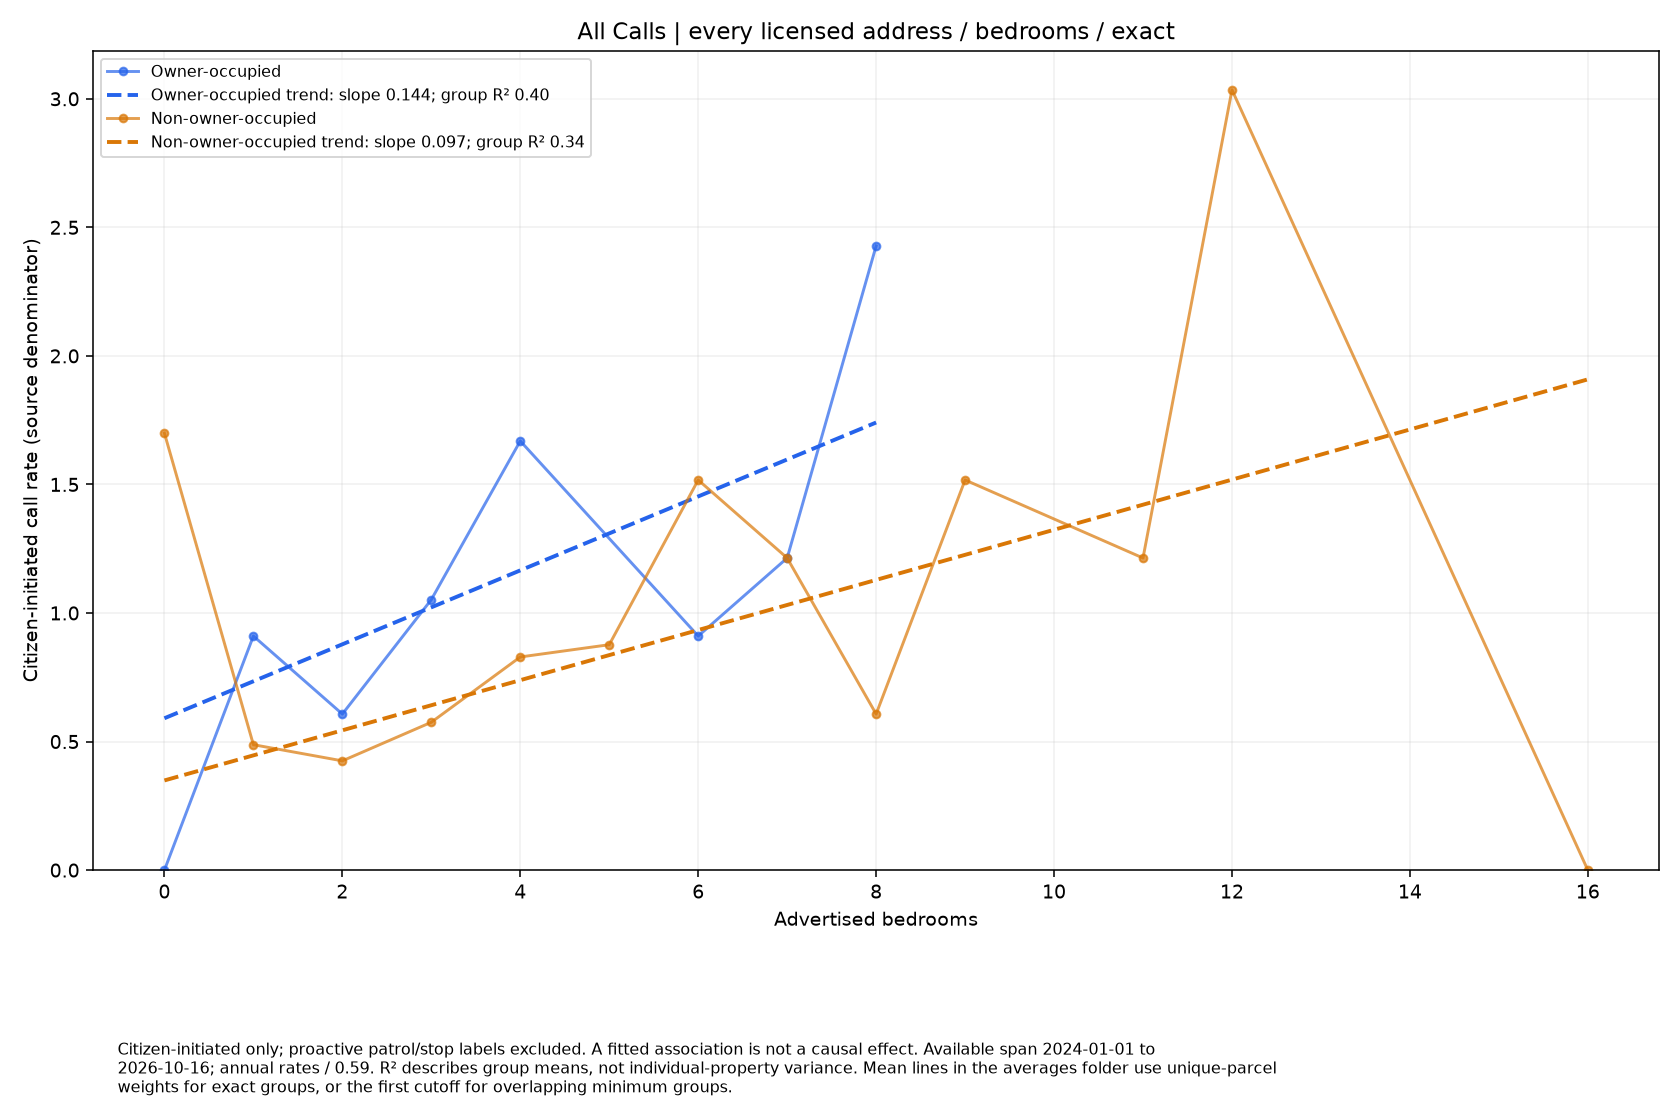 All Calls | every licensed address / bedrooms / exact
Owner-occupied
Owner-occupied trend: slope 0.144; group R² 0.40
Non-owner-occupied
Non-owner-occupied trend: slope 0.097; group R² 0.34
Citizen-initiated call rate (source denominator)
3.0
2.5
2.0
1.5
1.0
0.5
0.0
0 2 4 6 8 10 12 14 16
Advertised bedrooms
Citizen-initiated only; proactive patrol/stop labels excluded. A fitted association is not a causal effect. Available span 2024-01-01 to
2026-10-16; annual rates / 0.59. R² describes group means, not individual-property variance. Mean lines in the averages folder use unique-parcel
weights for exact groups, or the first cutoff for overlapping minimum groups.